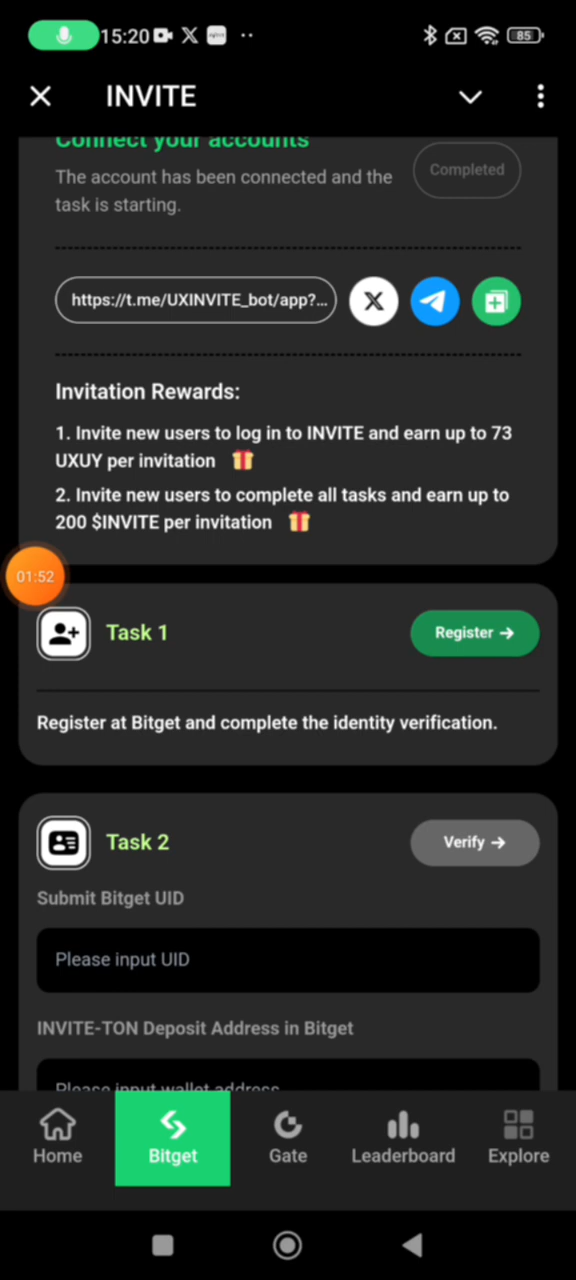 15:20
85
INVITE
Connect your accounts
The account has been connected and the
task is starting.
Completed
https://t.me/UXINVITE_bot/app?...
Invitation Rewards:
1. Invite new users to log in to INVITE and earn up to 73
UXUY per invitation
2. Invite new users to complete all tasks and earn up to
200 $INVITE per invitation
01:52
Task 1
Register →
Register at Bitget and complete the identity verification.
Task 2
Verify →
Submit Bitget UID
Please input UID
INVITE-TON Deposit Address in Bitget
Please input wallet address
Home
Bitget
Gate
Leaderboard
Explore